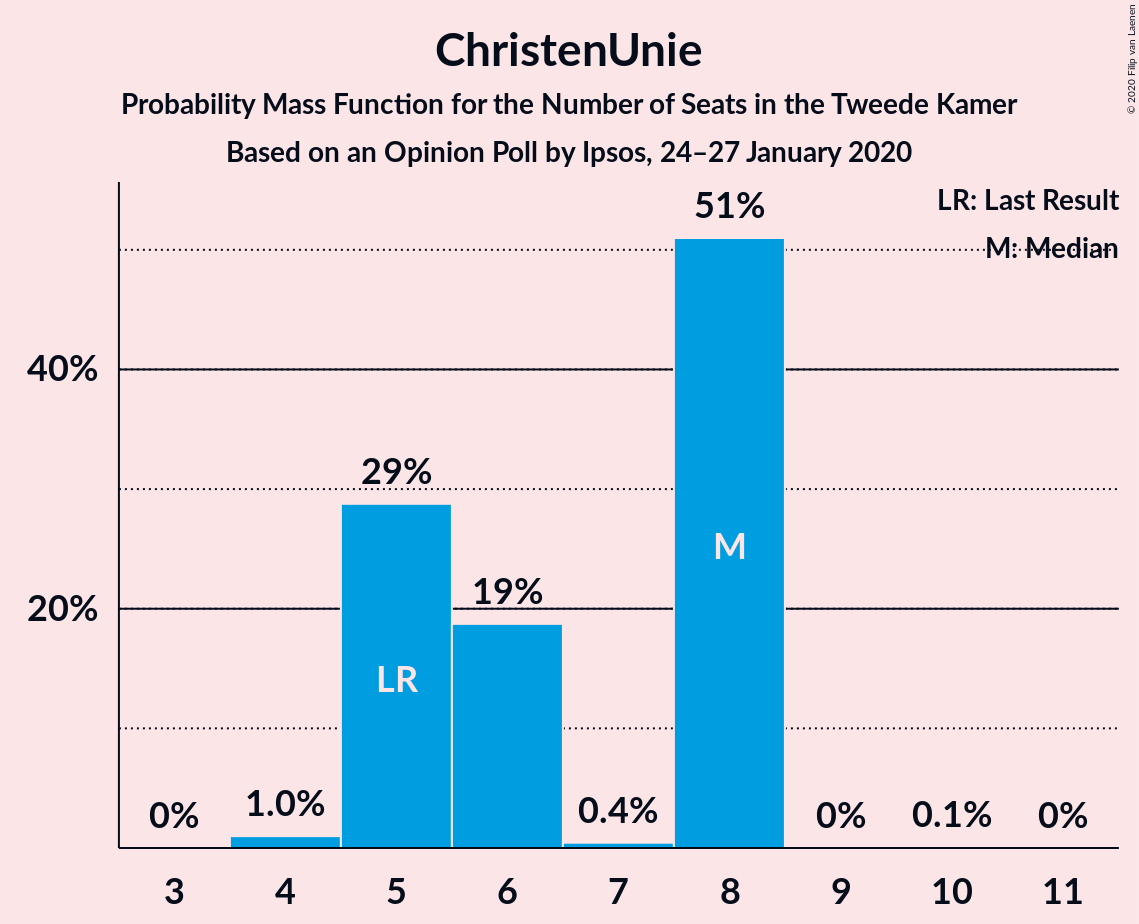 ChristenUnie
Probability Mass Function for the Number of Seats in the Tweede Kamer
Based on an Opinion Poll by Ipsos, 24–27 January 2020
© 2020 Filip van Laenen
LR: Last Result
M: Median
51%
40%
29%
M
20%
19%
LR
0%
1.0%
0.4%
0%
0.1%
0%
3 4 5 6 7 8 9 10 11